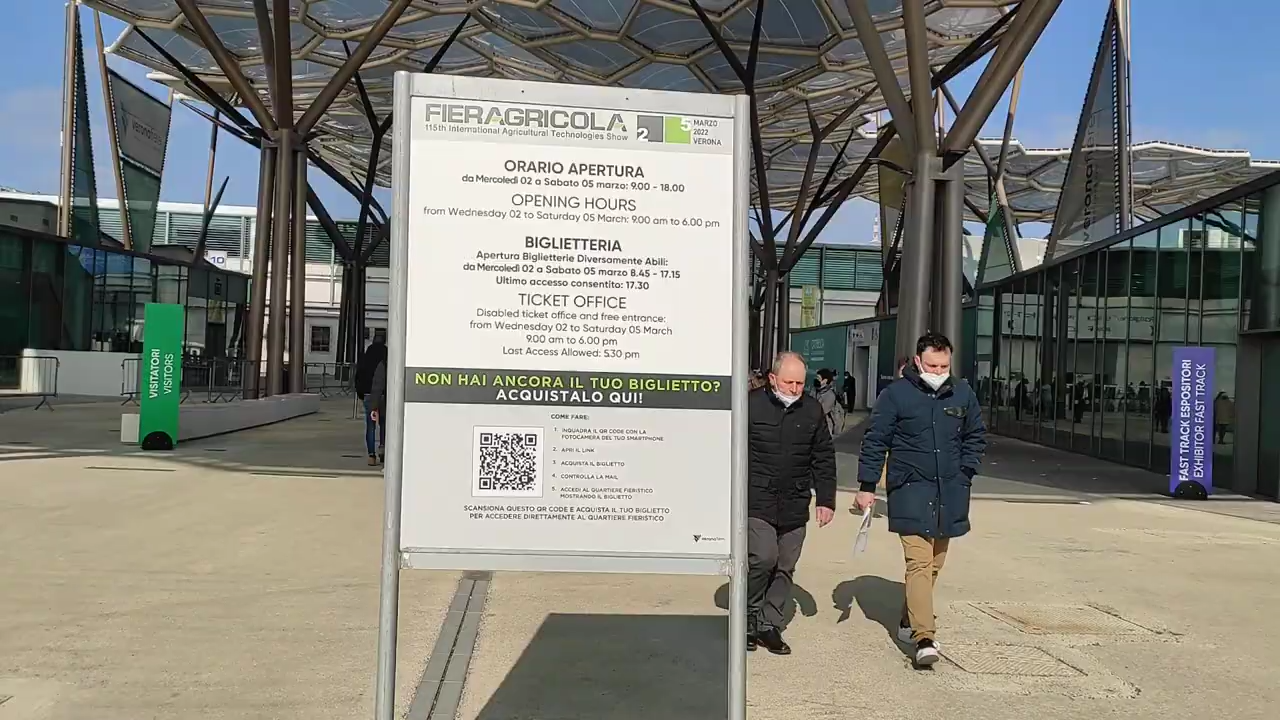 FIERAGRICOLA
115th International Agricultural Technologies Show
2 5
MARZO
2022
VERONA
ORARIO APERTURA
da Mercoledì 02 a Sabato 05 marzo: 9.00 - 18.00
OPENING HOURS
from Wednesday 02 to Saturday 05 March: 9.00 am to 6.00 pm
BIGLIETTERIA
Apertura Biglietterie Diversamente Abili:
da Mercoledì 02 a Sabato 05 marzo 8.45 - 17.15
Ultimo accesso consentito: 17.30
TICKET OFFICE
Disabled ticket office and free entrance:
from Wednesday 02 to Saturday 05 March
9.00 am to 6.00 pm
Last Access Allowed: 5.30 pm
NON HAI ANCORA IL TUO BIGLIETTO?
ACQUISTALO QUI!
COME FARE:
1. INQUADRA IL QR CODE CON LA
FOTOCAMERA DEL TUO SMARTPHONE
2. APRI IL LINK
3. ACQUISTA IL BIGLIETTO
4. CONTROLLA LA MAIL
5. ACCEDI AL QUARTIERE FIERISTICO
MOSTRANDO IL BIGLIETTO
SCANSIONA QUESTO QR CODE E ACQUISTA IL TUO BIGLIETTO
PER ACCEDERE DIRETTAMENTE AL QUARTIERE FIERISTICO
veronafiere
VISITATORI
VISITORS
FAST TRACK ESPOSITORI
EXHIBITOR FAST TRACK